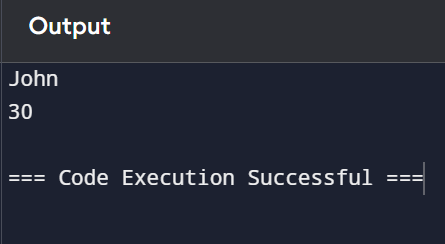 Output
John
30
=== Code Execution Successful ===